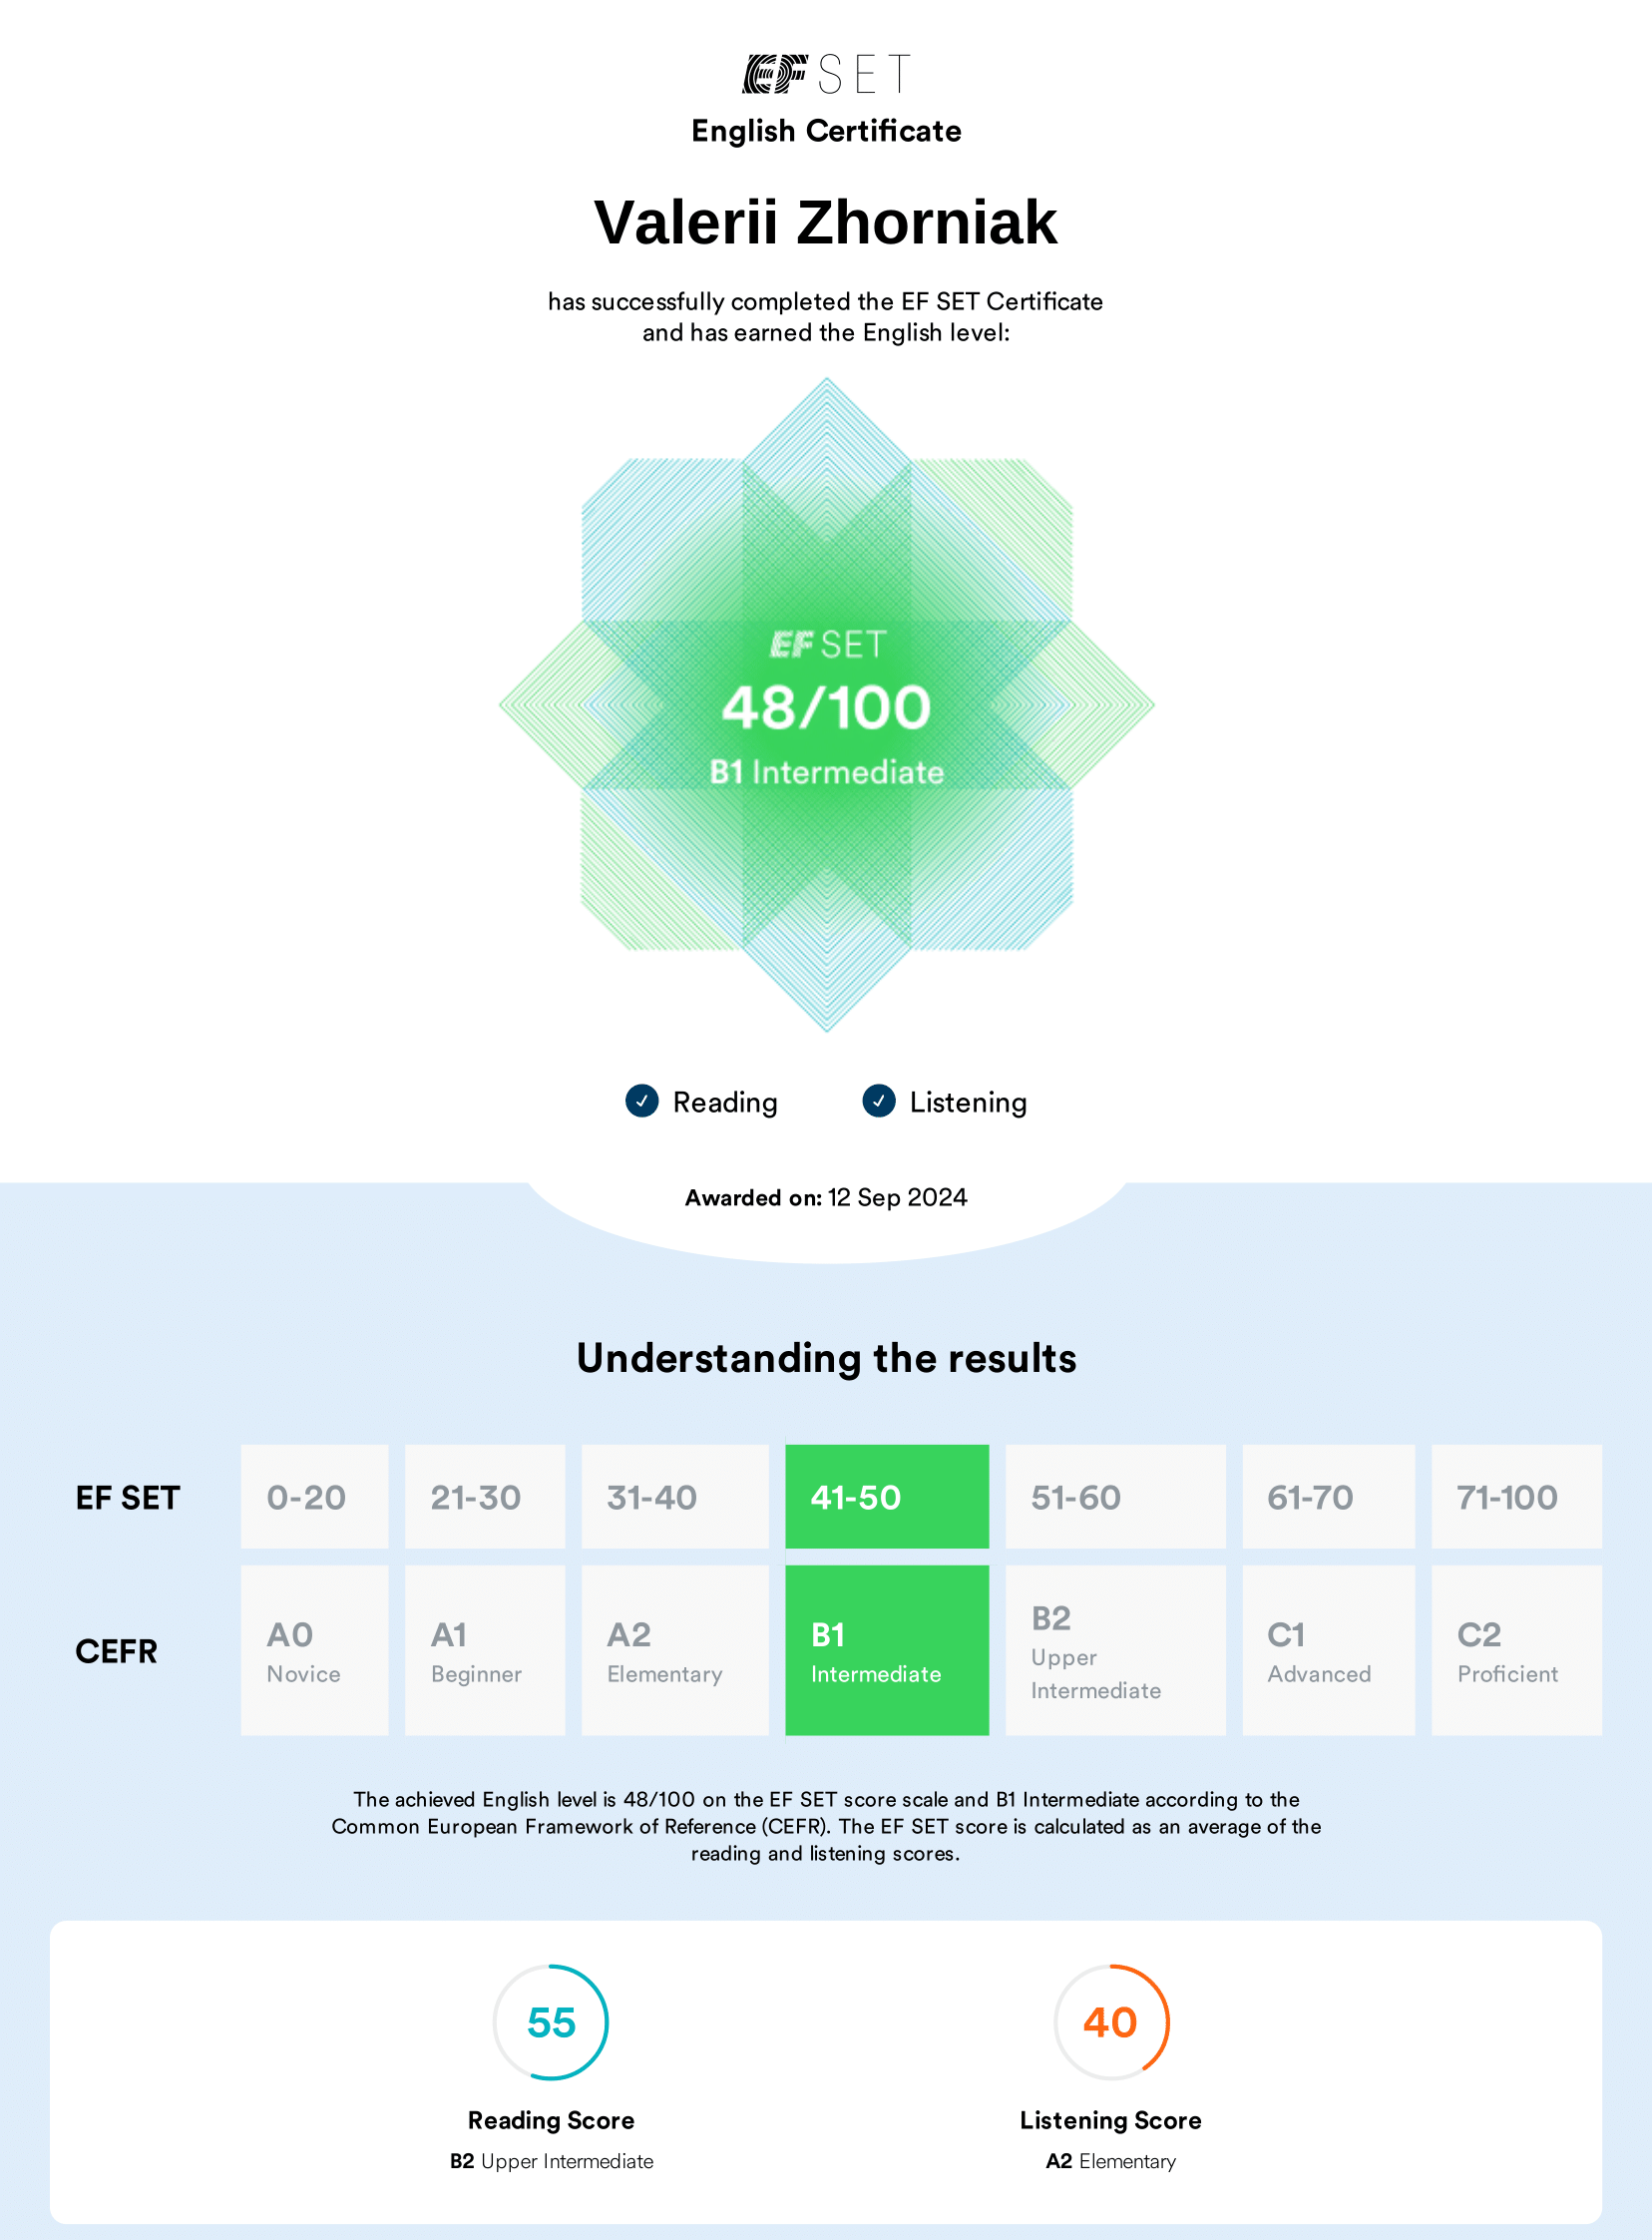 EF SET
English Certificate
Valerii Zhorniak
has successfully completed the EF SET Certificate
and has earned the English level:
EF SET
48/100
B1 Intermediate
Reading Listening
Awarded on: 12 Sep 2024
Understanding the results
EF SET 0-20 21-30 31-40 41-50 51-60 61-70 71-100
CEFR A0 A1 A2 B1 B2 C1 C2
Novice Beginner Elementary Intermediate Upper Intermediate Advanced Proficient
The achieved English level is 48/100 on the EF SET score scale and B1 Intermediate according to the
Common European Framework of Reference (CEFR). The EF SET score is calculated as an average of the
reading and listening scores.
55 40
Reading Score Listening Score
B2 Upper Intermediate A2 Elementary